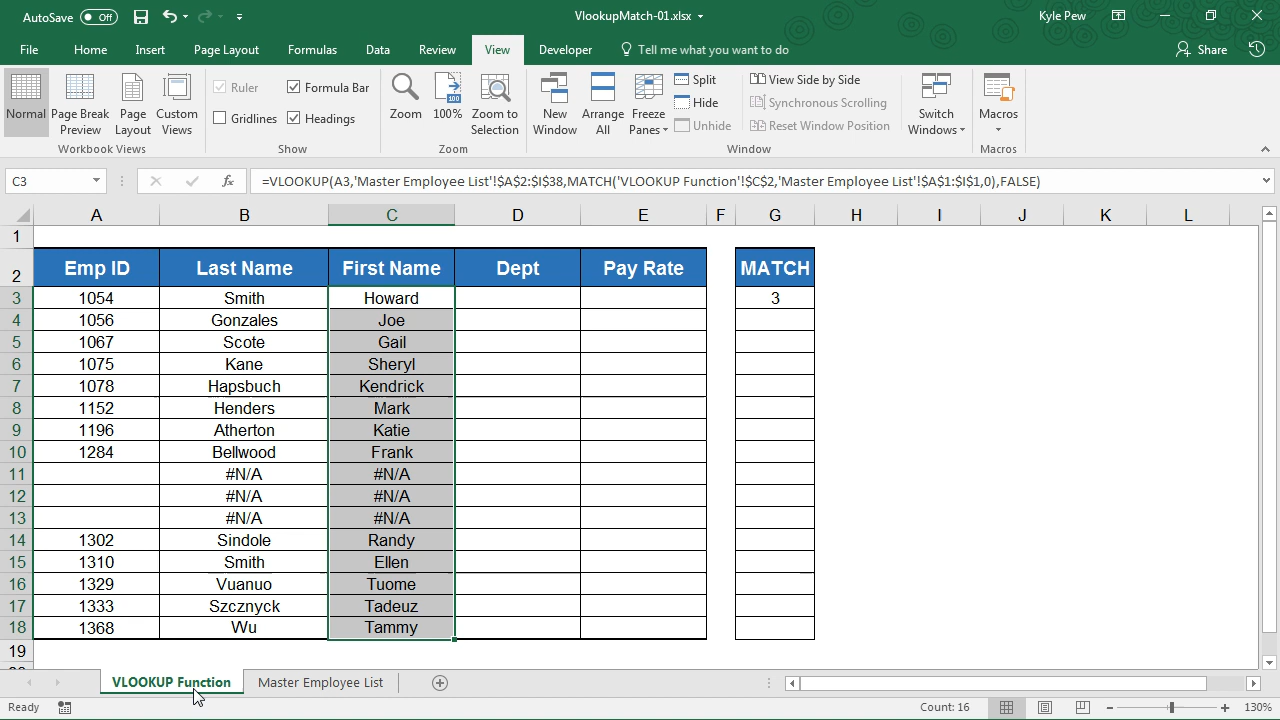 AutoSave Off VlookupMatch-01.xlsx Kyle Pew
File Home Insert Page Layout Formulas Data Review View Developer Tell me what you want to do Share
Normal Page Break Preview Page Layout Custom Views Workbook Views
Ruler Formula Bar Gridlines Headings Show
Zoom 100% 100 Zoom to Selection Zoom
New Window Arrange All Freeze Panes Split Hide Unhide View Side by Side Synchronous Scrolling Reset Window Position Switch Windows Window
Macros Macros
C3 fx =VLOOKUP(A3,'Master Employee List'!$A$2:$I$38,MATCH('VLOOKUP Function'!$C$2,'Master Employee List'!$A$1:$I$1,0),FALSE)
A B C D E F G H I J K L
1
2 Emp ID Last Name First Name Dept Pay Rate MATCH
3 1054 Smith Howard 3
4 1056 Gonzales Joe
5 1067 Scote Gail
6 1075 Kane Sheryl
7 1078 Hapsbuch Kendrick
8 1152 Henders Mark
9 1196 Atherton Katie
10 1284 Bellwood Frank
11 #N/A #N/A
12 #N/A #N/A
13 #N/A #N/A
14 1302 Sindole Randy
15 1310 Smith Ellen
16 1329 Vuanuo Tuome
17 1333 Szcznyck Tadeuz
18 1368 Wu Tammy
19
VLOOKUP Function Master Employee List
Ready Count: 16 130%